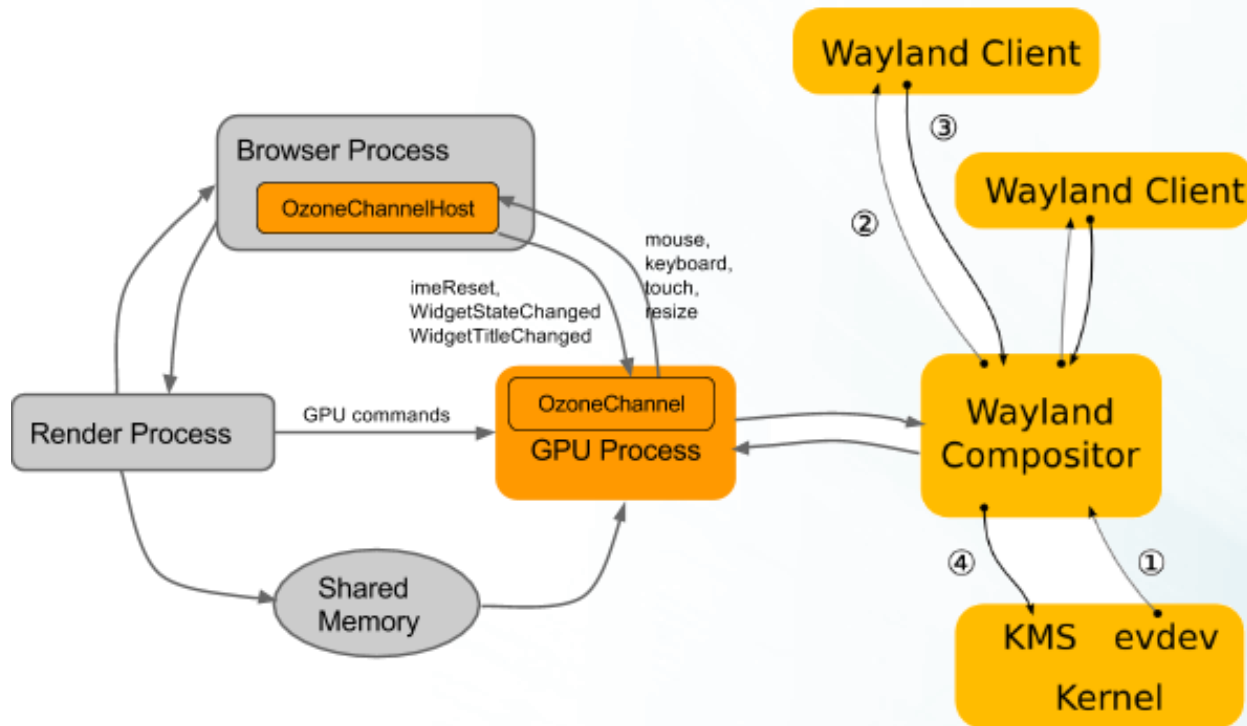 Wayland Client
③
Browser Process
Wayland Client
OzoneChannelHost
②
mouse,
keyboard,
touch,
resize
imeReset,
WidgetStateChanged
WidgetTitleChanged
OzoneChannel
GPU Process
Wayland
Compositor
GPU commands
Render Process
④
①
Shared
Memory
KMS evdev
Kernel